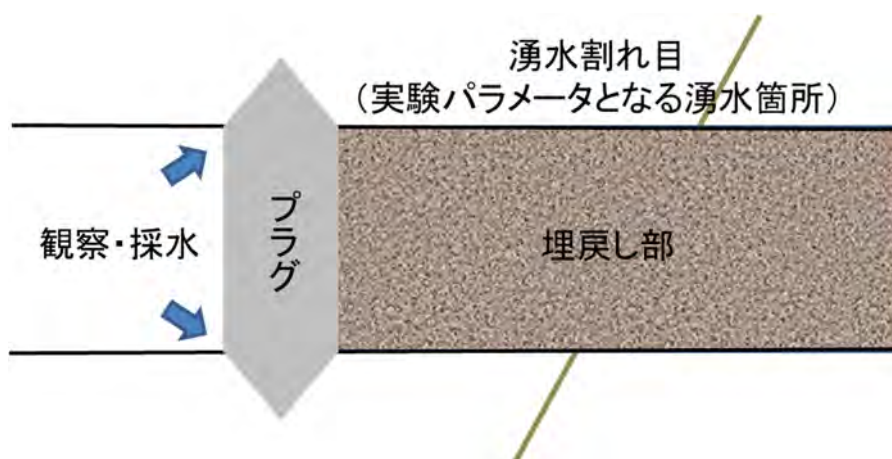 湧水割れ目
（実験パラメータとなる湧水箇所）
観察・採水
プラグ
埋戻し部